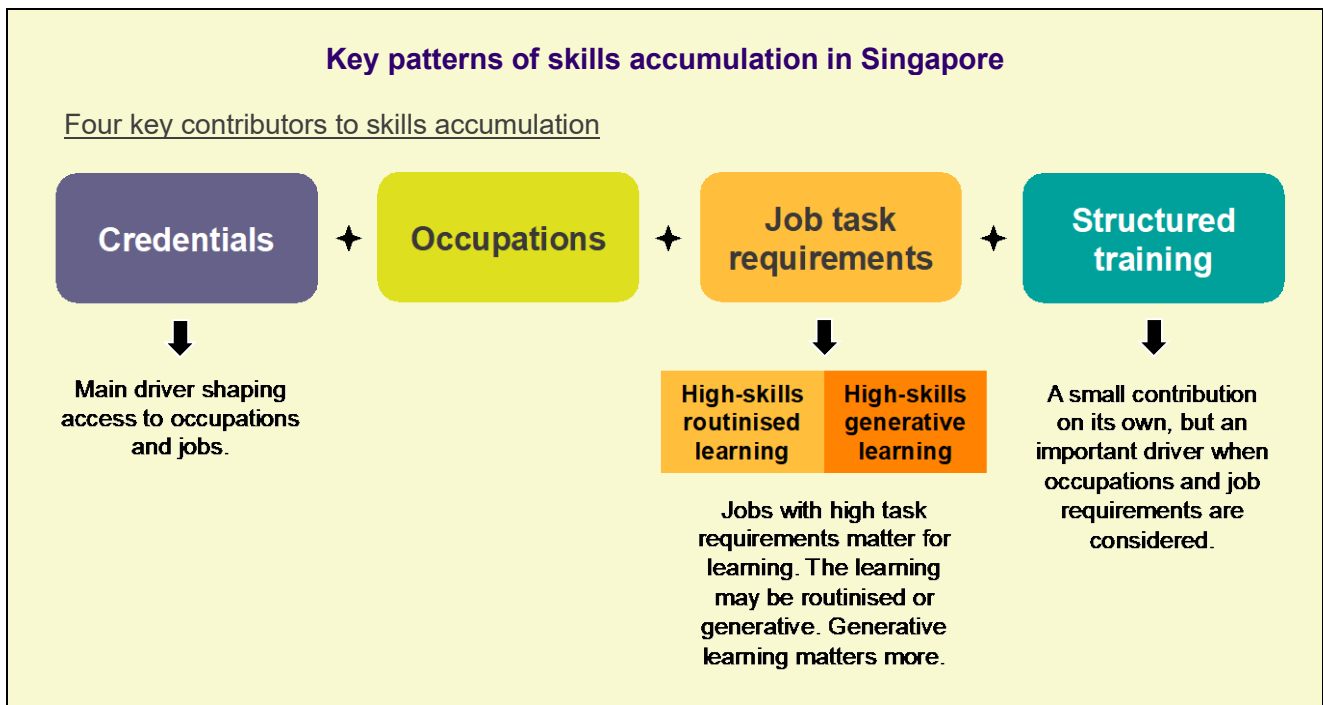 Key patterns of skills accumulation in Singapore
Four key contributors to skills accumulation
Credentials
Occupations
Job task
requirements
Structured
training
Main driver shaping
access to occupations
and jobs.
High-skills
routinised
learning
High-skills
generative
learning
Jobs with high task
requirements matter for
learning. The learning
may be routinised or
generative. Generative
learning matters more.
A small contribution
on its own, but an
important driver when
occupations and job
requirements are
considered.